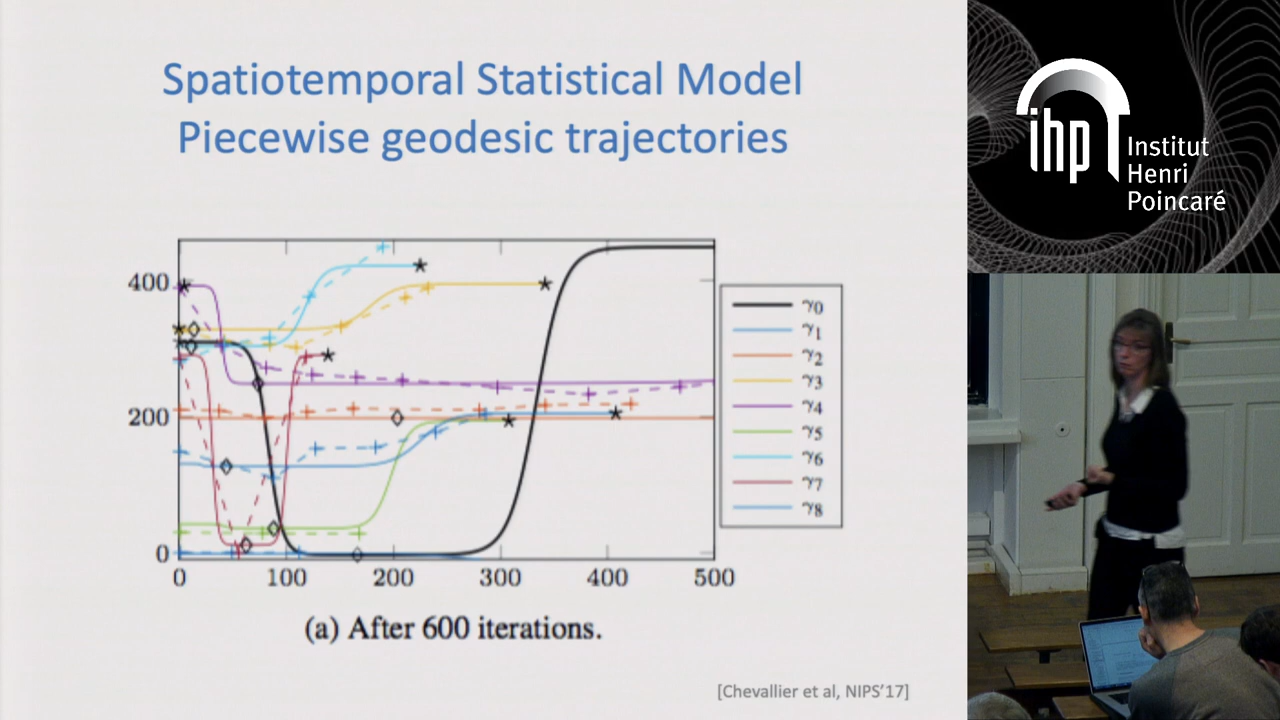 Spatiotemporal Statistical Model
Piecewise geodesic trajectories
400
200
0
0 100 200 300 400 500
γ0
γ1
γ2
γ3
γ4
γ5
γ6
γ7
γ8
(a) After 600 iterations.
[Chevallier et al, NIPS'17]
ihp Institut
Henri
Poincaré